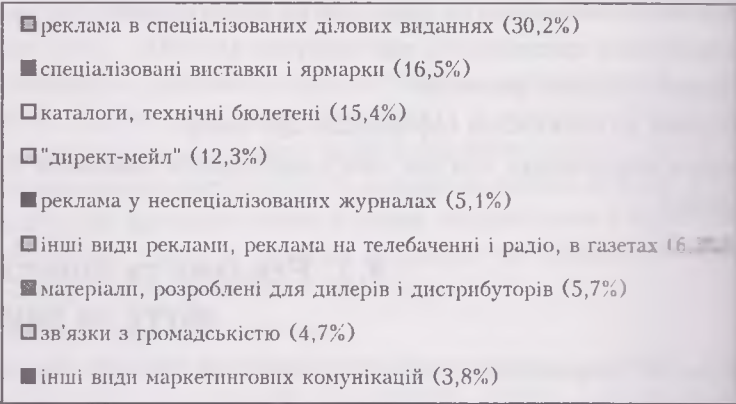 реклама в спеціалізованих ділових виданнях (30,2%)
спеціалізовані виставки і ярмарки (16,5%)
каталоги, технічні бюлетені (15,4%)
"директ-мейл" (12,3%)
реклама у неспеціалізованих журналах (5,1%)
інші види реклами, реклама на телебаченні і радіо, в газетах
матеріали, розроблені для дилерів і дистрибуторів (5,7%)
зв'язки з громадськістю (4,7%)
інші види маркетингових комунікацій (3,8%)